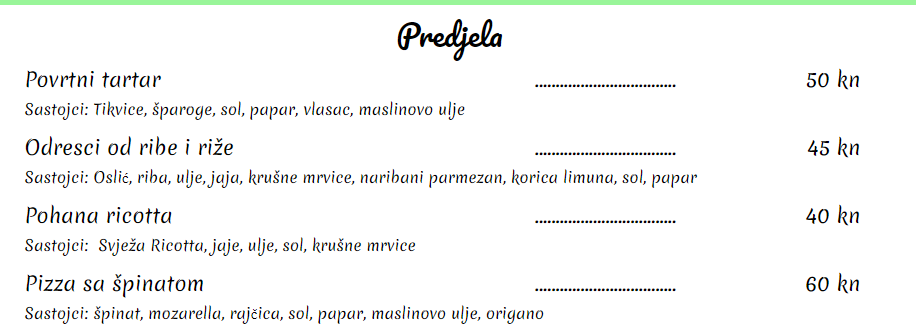 Predjela
Povrtni tartar ................................. 50 kn
Sastojci: Tikvice, šparoge, sol, papar, vlasac, maslinovo ulje
Odresci od ribe i riže ................................. 45 kn
Sastojci: Oslić, riba, ulje, jaja, krušne mrvice, naribani parmezan, korica limuna, sol, papar
Pohana ricotta ................................. 40 kn
Sastojci:  Svježa Ricotta, jaje, ulje, sol, krušne mrvice
Pizza sa špinatom ................................. 60 kn
Sastojci: špinat, mozarella, rajčica, sol, papar, maslinovo ulje, origano